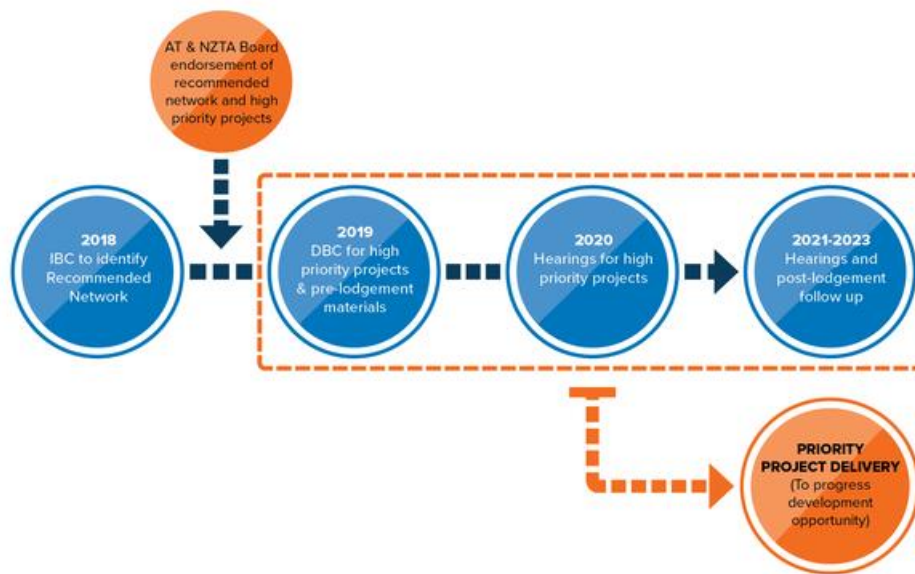 AT & NZTA Board
endorsement of
recommended
network and high
priority projects
2018
IBC to identify
Recommended
Network
2019
DBC for high
priority projects
& pre-lodgement
materials
2020
Hearings for high
priority projects
2021-2023
Hearings and
post-lodgement
follow up
PRIORITY
PROJECT DELIVERY
(To progress
development
opportunity)